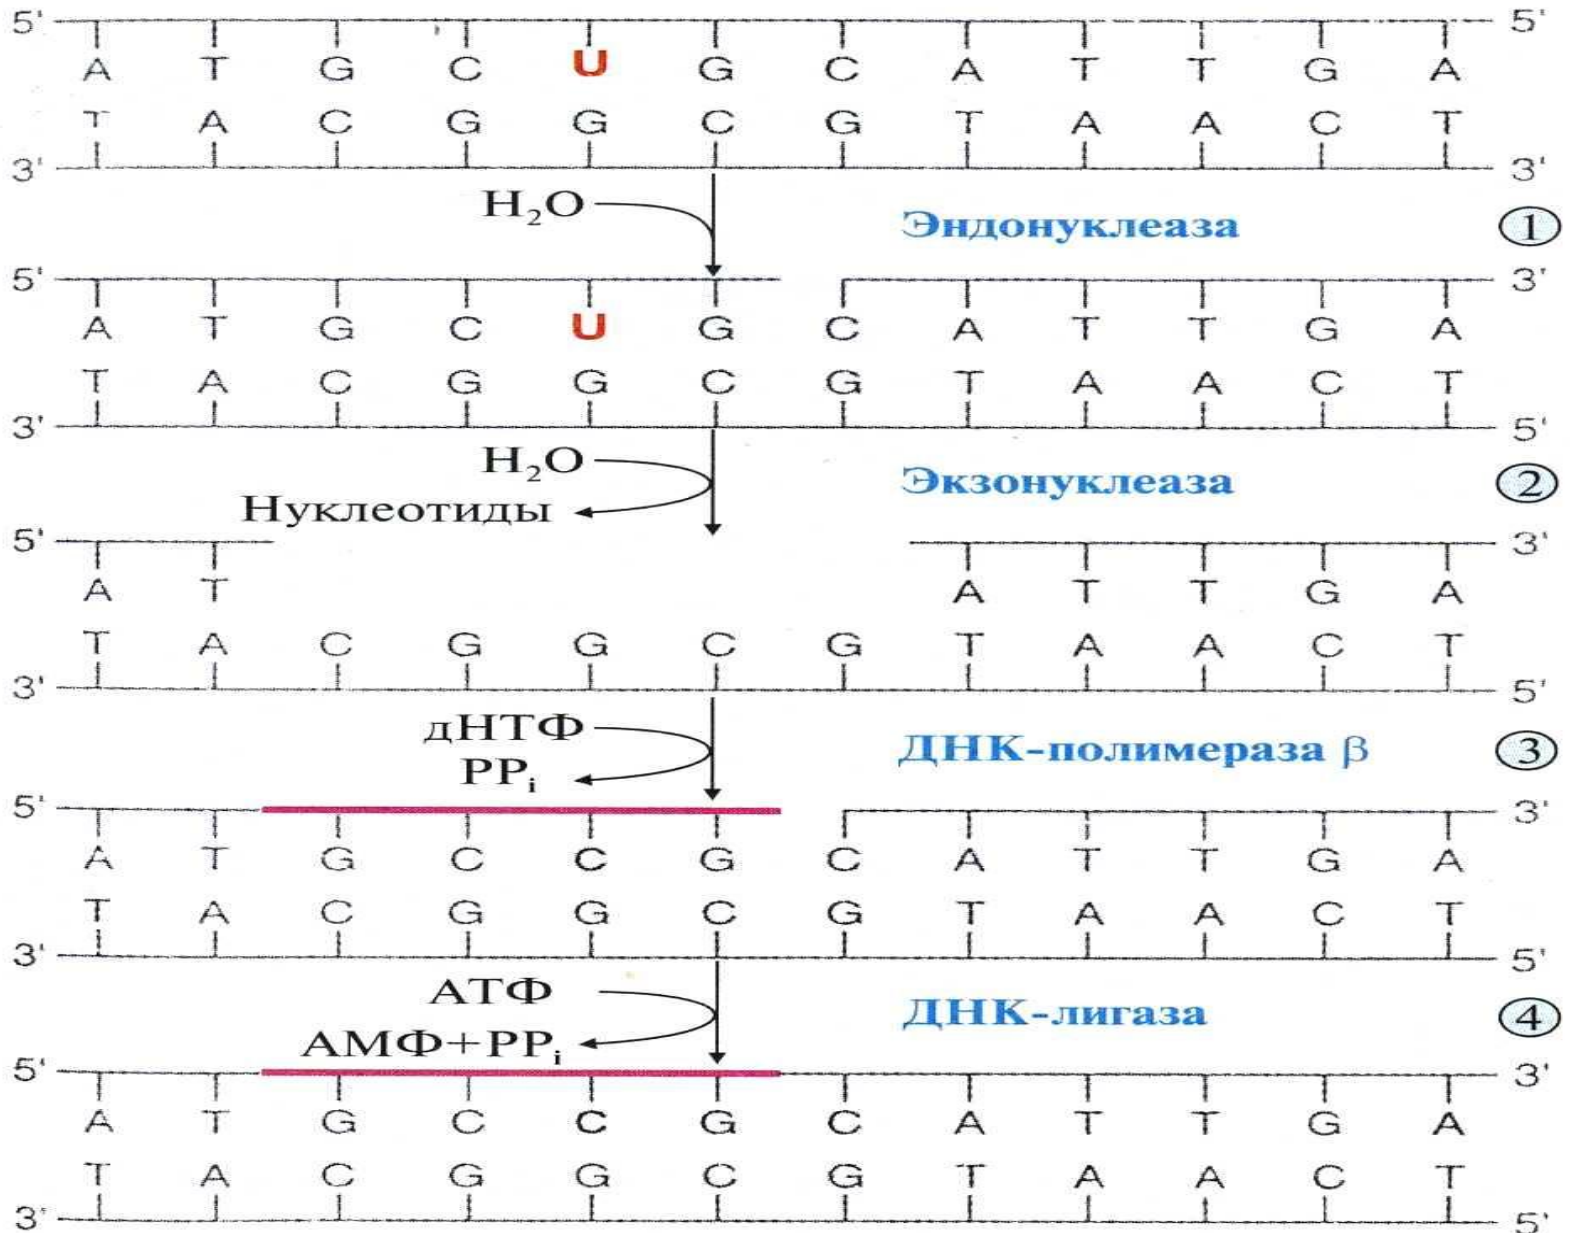 5' 5'
A T G C U G C A T T G A
T A C G G C G T A A C T
3' 3'
H₂O Эндонуклеаза 1
5' 3'
A T G C U G C A T T G A
T A C G G C G T A A C T
3' 5'
H₂O Экзонуклеаза 2
Нуклеотиды
5' 3'
A T A T T G A
T A C G G C G T A A C T
3' 5'
дНТФ ДНК-полимераза β 3
PPᵢ
5' 3'
A T G C C G C A T T G A
T A C G G C G T A A C T
3' 5'
АТФ ДНК-лигаза 4
АМФ+PPᵢ
5' 3'
A T G C C G C A T T G A
T A C G G C G T A A C T
3' 5'